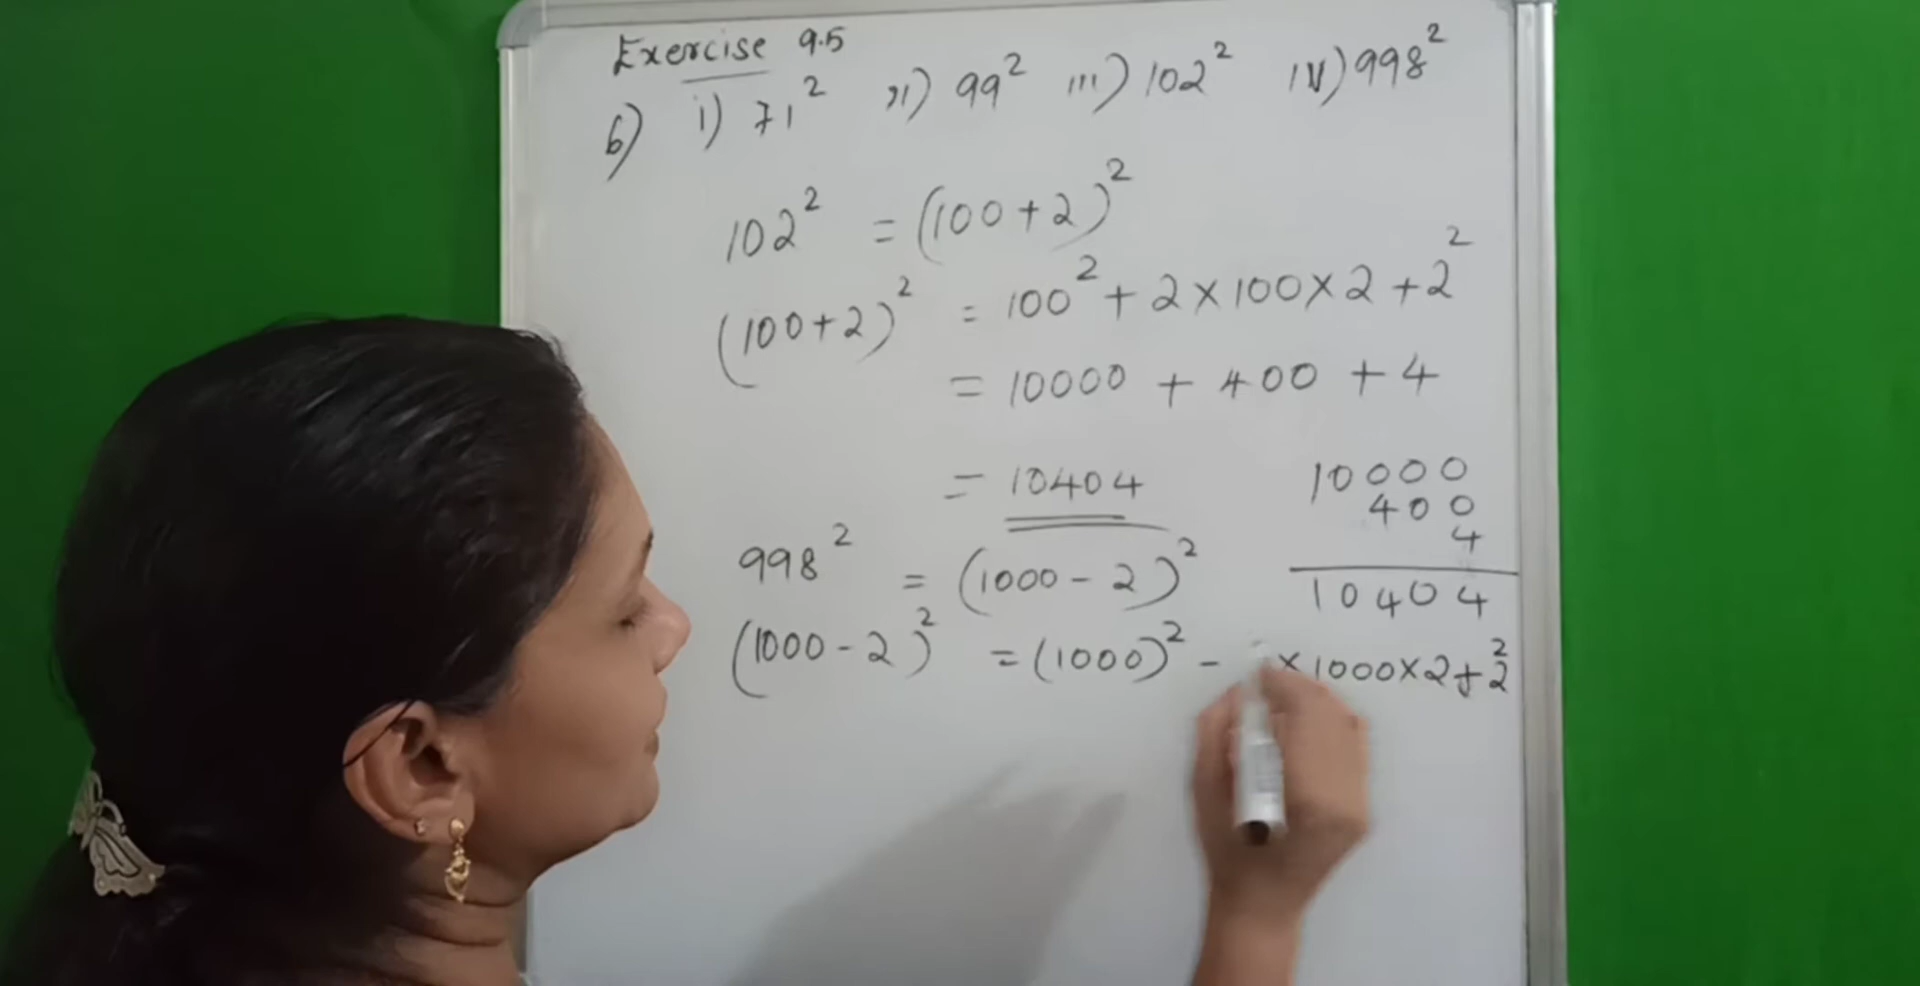 Exercise 9.5
6) i) 71² ii) 99² iii) 102² iv) 998²
102² = (100+2)²
(100+2)² = 100² + 2×100×2 + 2²
= 10000 + 400 + 4
= 10404
10000
400
4
10404
998² = (1000-2)²
(1000-2)² = (1000)² - ×1000×2+2²